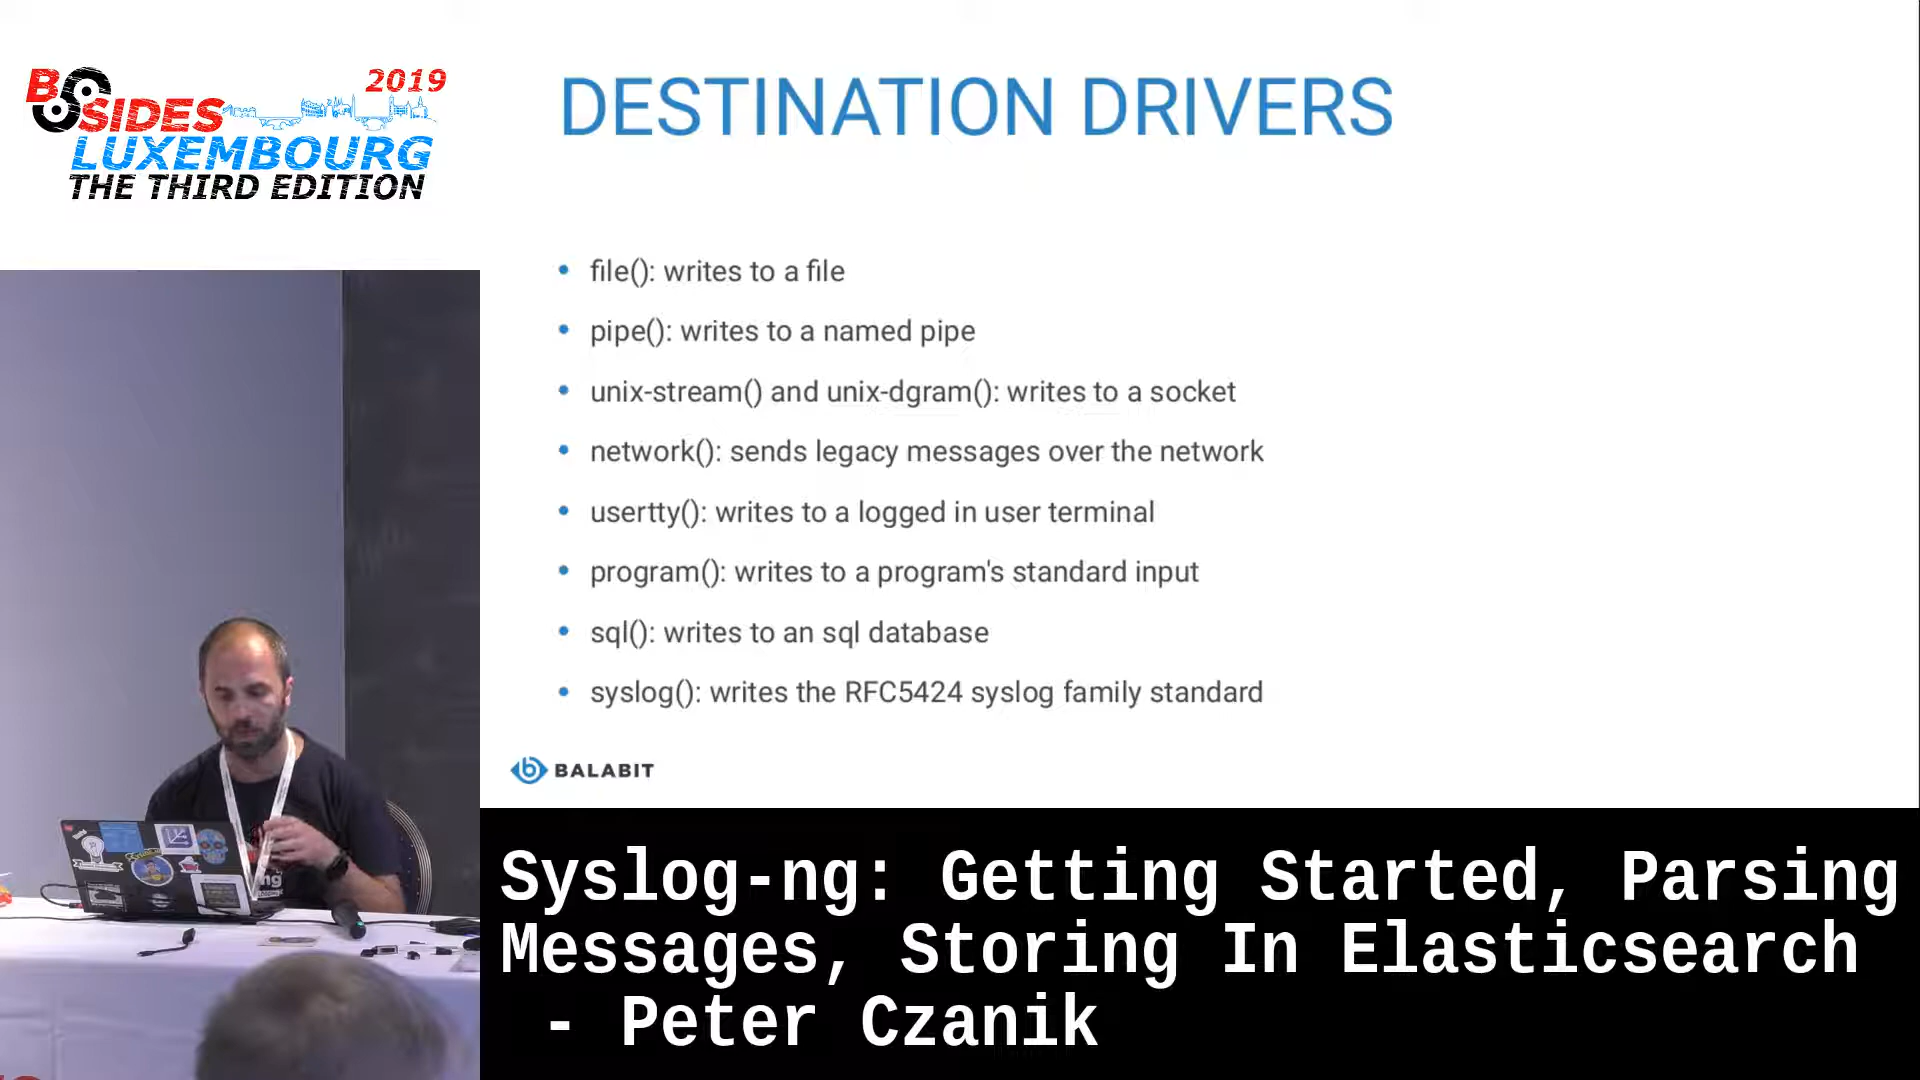 BSIDES 2019
LUXEMBOURG
THE THIRD EDITION
DESTINATION DRIVERS
• file(): writes to a file
• pipe(): writes to a named pipe
• unix-stream() and unix-dgram(): writes to a socket
• network(): sends legacy messages over the network
• usertty(): writes to a logged in user terminal
• program(): writes to a program's standard input
• sql(): writes to an sql database
• syslog(): writes the RFC5424 syslog family standard
BALABIT
Syslog-ng: Getting Started, Parsing
Messages, Storing In Elasticsearch
- Peter Czanik